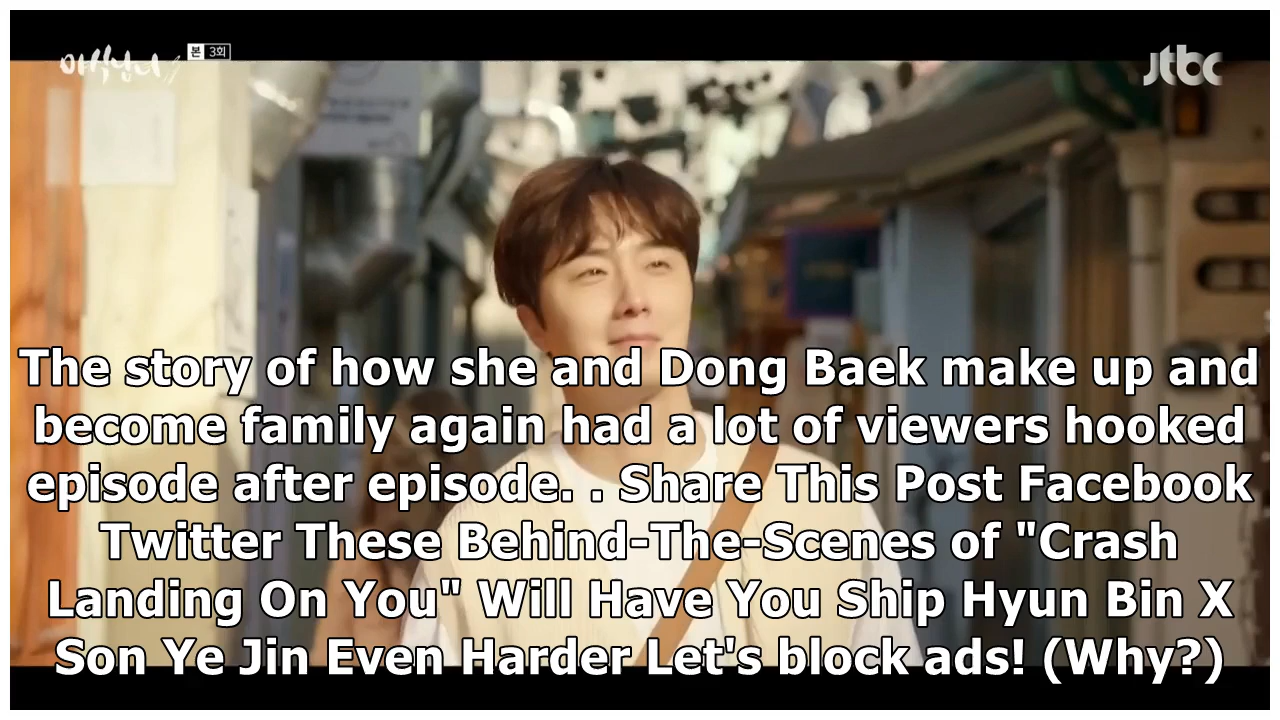 야식남녀
본 3회
jtbc
The story of how she and Dong Baek make up and
become family again had a lot of viewers hooked
episode after episode. . Share This Post Facebook
Twitter These Behind-The-Scenes of "Crash
Landing On You" Will Have You Ship Hyun Bin X
Son Ye Jin Even Harder Let's block ads! (Why?)